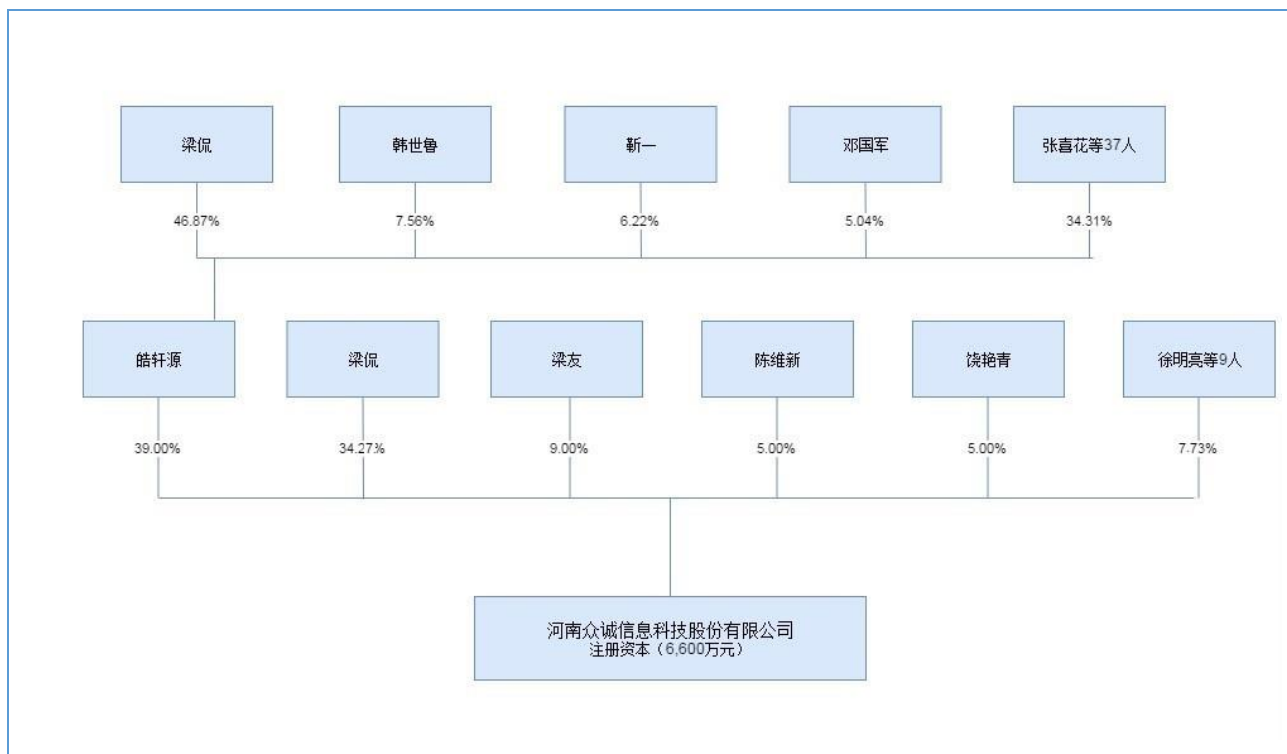 梁侃
韩世鲁
靳一
邓国军
张喜花等37人
46.87%
7.56%
6.22%
5.04%
34.31%
皓轩源
梁侃
梁友
陈维新
饶艳青
徐明亮等9人
39.00%
34.27%
9.00%
5.00%
5.00%
7.73%
河南众诚信息科技股份有限公司
注册资本（6,600万元）